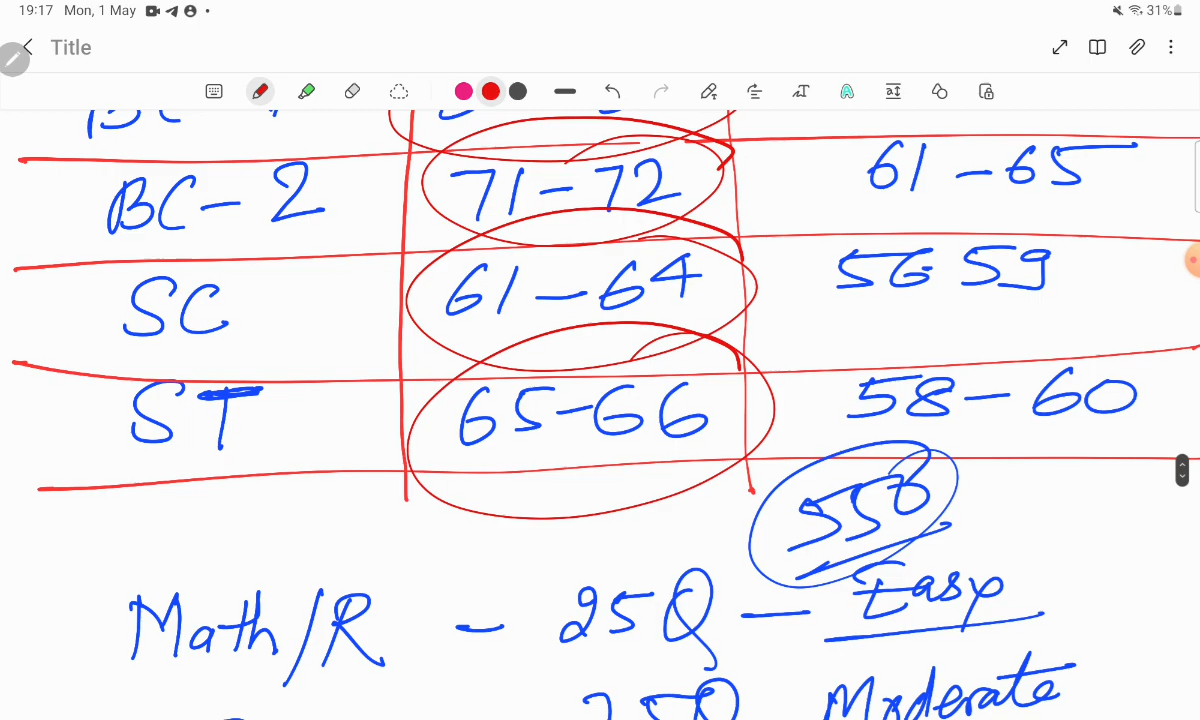 19:17 Mon, 1 May 31%
Title
BC - 2 71-72 61-65
SC 61-64 56 59
ST 65-66 58-60
558
Math/R - 25Q - Easy
25Q Moderate